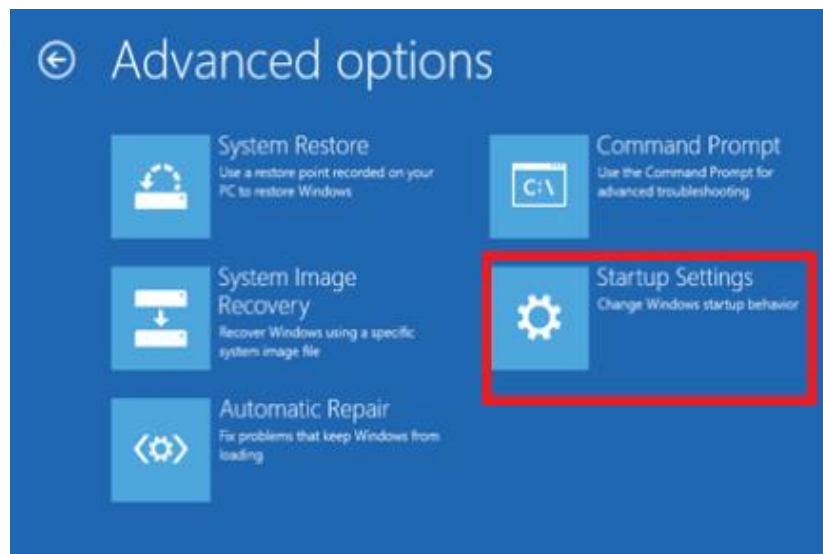 Advanced options
System Restore
Use a restore point recorded on your
PC to restore Windows
Command Prompt
Use the Command Prompt for
advanced troubleshooting
C:\
System Image
Recovery
Recover Windows using a specific
system image file
Startup Settings
Change Windows startup behavior
Automatic Repair
Fix problems that keep Windows from
loading